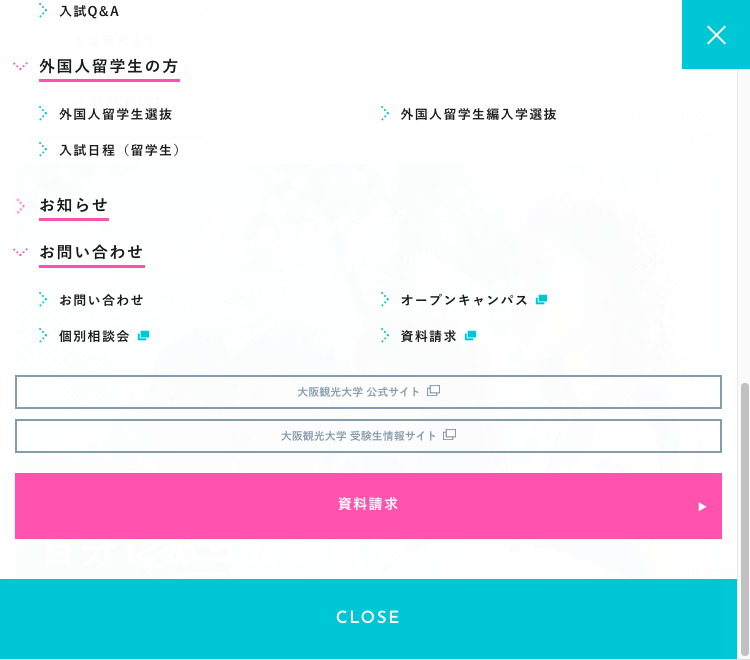 入試Q&A
外国人留学生の方
外国人留学生選抜
外国人留学生編入学選抜
入試日程（留学生）
お知らせ
お問い合わせ
お問い合わせ
オープンキャンパス
個別相談会
資料請求
大阪観光大学 公式サイト
大阪観光大学 受験生情報サイト
資料請求
CLOSE